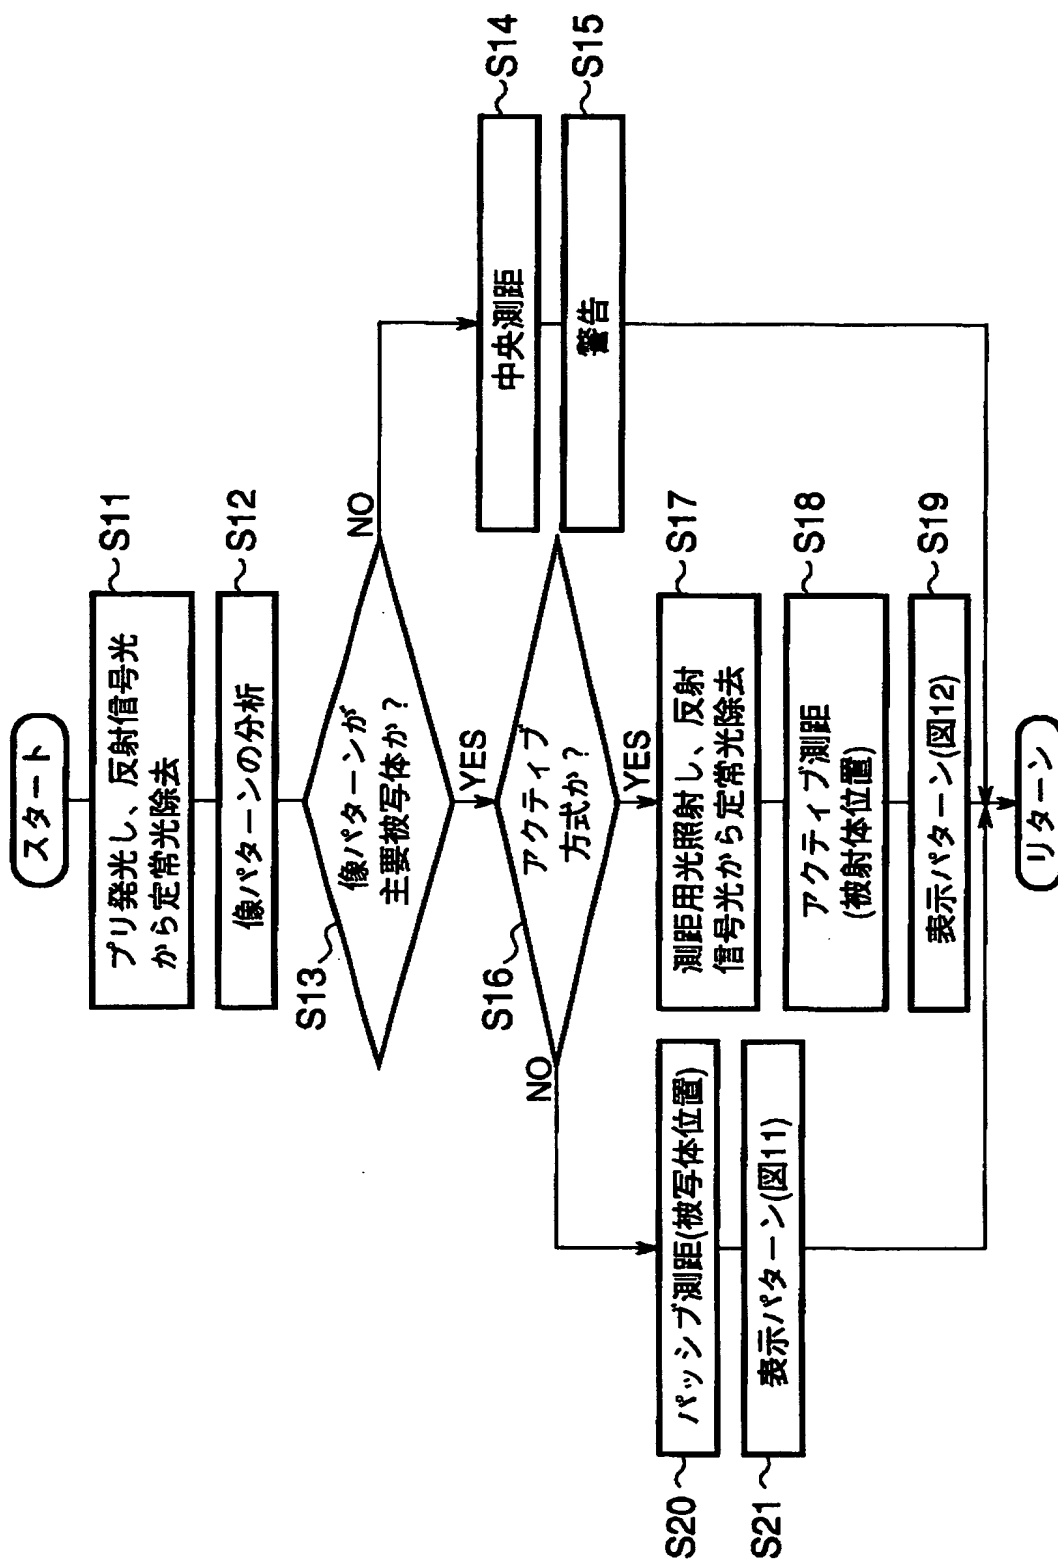 スタート
プリ発光し、反射信号光
から定常光除去
S11
像パターンの分析
S12
像パターンが
主要被写体か？
S13
NO
YES
中央測距
S14
警告
S15
アクティブ
方式か？
S16
NO
YES
測距用光照射し、反射
信号光から定常光除去
S17
アクティブ測距
(被射体位置)
S18
表示パターン(図12)
S19
パッシブ測距(被写体位置)
S20
表示パターン(図11)
S21
リターン